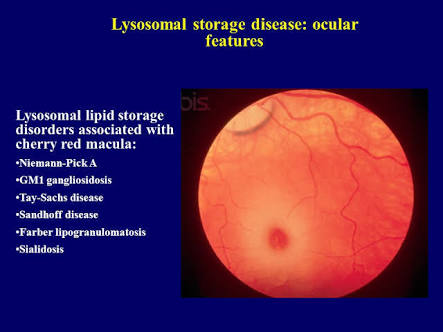 Lysosomal storage disease: ocular
features
Lysosomal lipid storage
disorders associated with
cherry red macula:
•Niemann-Pick A
•GM1 gangliosidosis
•Tay-Sachs disease
•Sandhoff disease
•Farber lipogranulomatosis
•Sialidosis